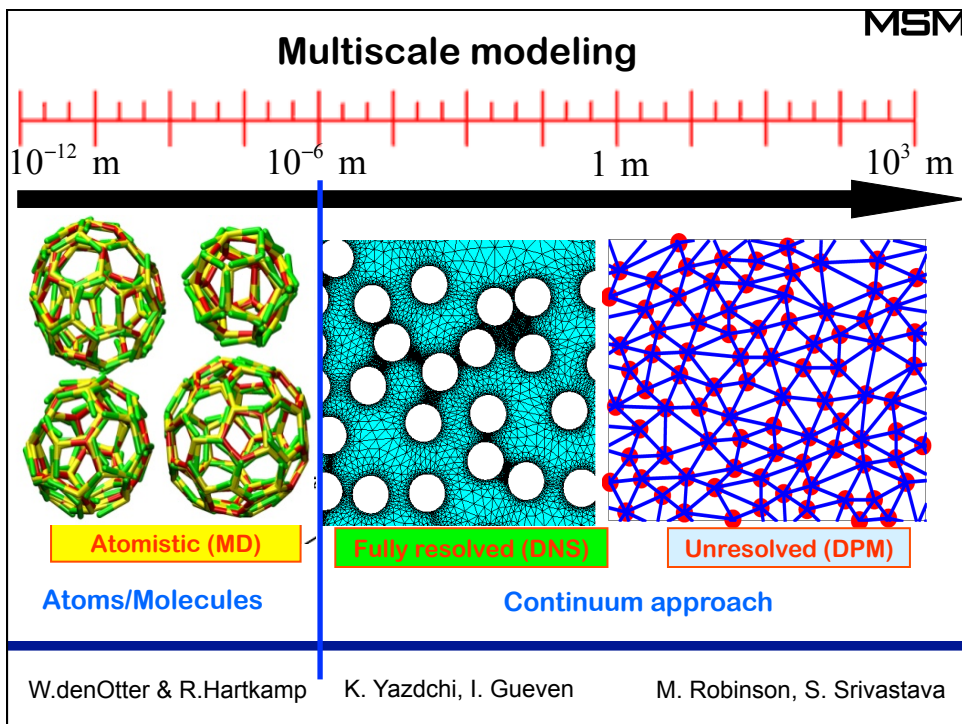 MSM
Multiscale modeling
10⁻¹² m 10⁻⁶ m 1 m 10³ m
Atomistic (MD) Fully resolved (DNS) Unresolved (DPM)
Atoms/Molecules Continuum approach
W.denOtter & R.Hartkamp K. Yazdchi, I. Gueven M. Robinson, S. Srivastava